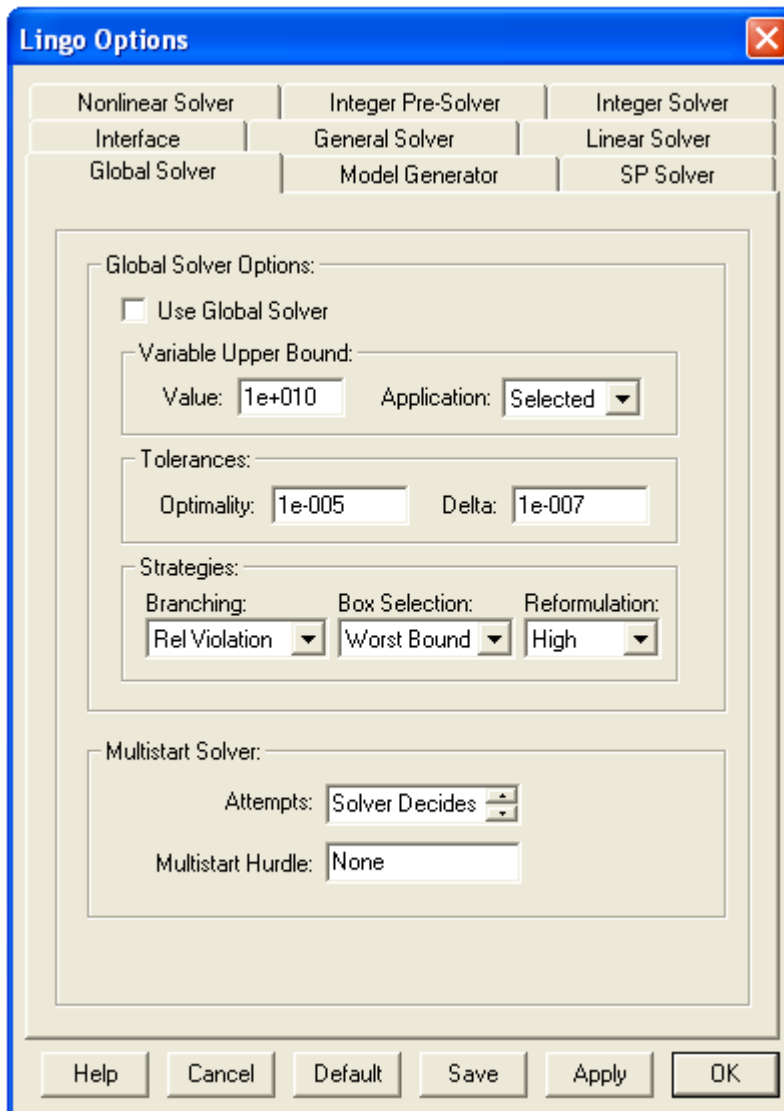 Lingo Options
Nonlinear Solver Integer Pre-Solver Integer Solver
Interface General Solver Linear Solver
Global Solver Model Generator SP Solver
Global Solver Options:
Use Global Solver
Variable Upper Bound:
Value: 1e+010 Application: Selected
Tolerances:
Optimality: 1e-005 Delta: 1e-007
Strategies:
Branching: Box Selection: Reformulation:
Rel Violation Worst Bound High
Multistart Solver:
Attempts: Solver Decides
Multistart Hurdle: None
Help Cancel Default Save Apply OK